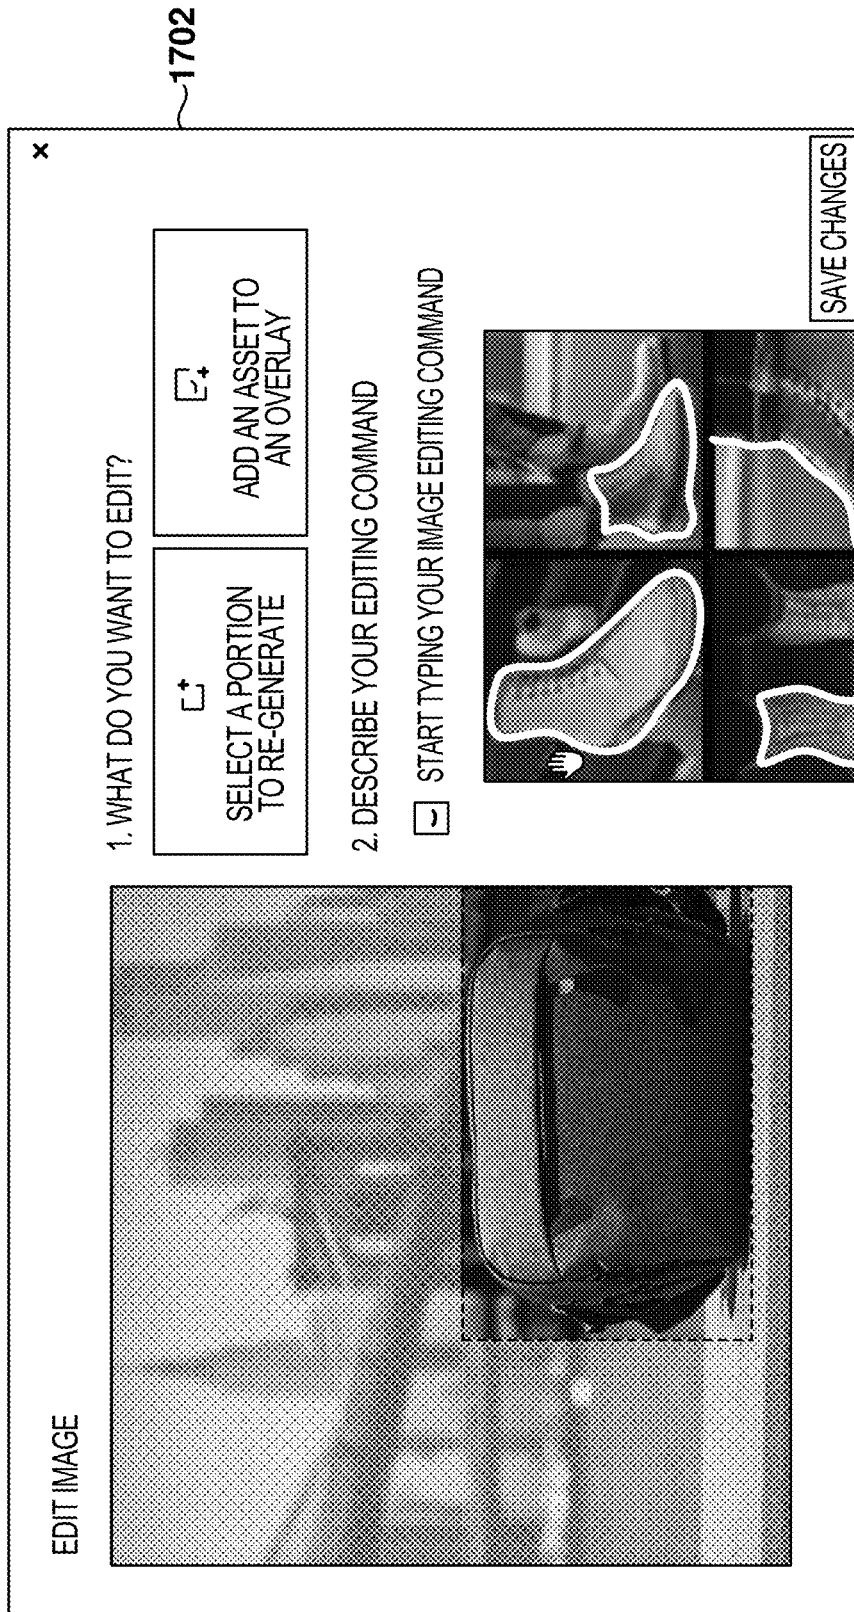 1702
×
EDIT IMAGE
1. WHAT DO YOU WANT TO EDIT?
SELECT A PORTION
TO RE-GENERATE
ADD AN ASSET TO
AN OVERLAY
2. DESCRIBE YOUR EDITING COMMAND
START TYPING YOUR IMAGE EDITING COMMAND
SAVE CHANGES